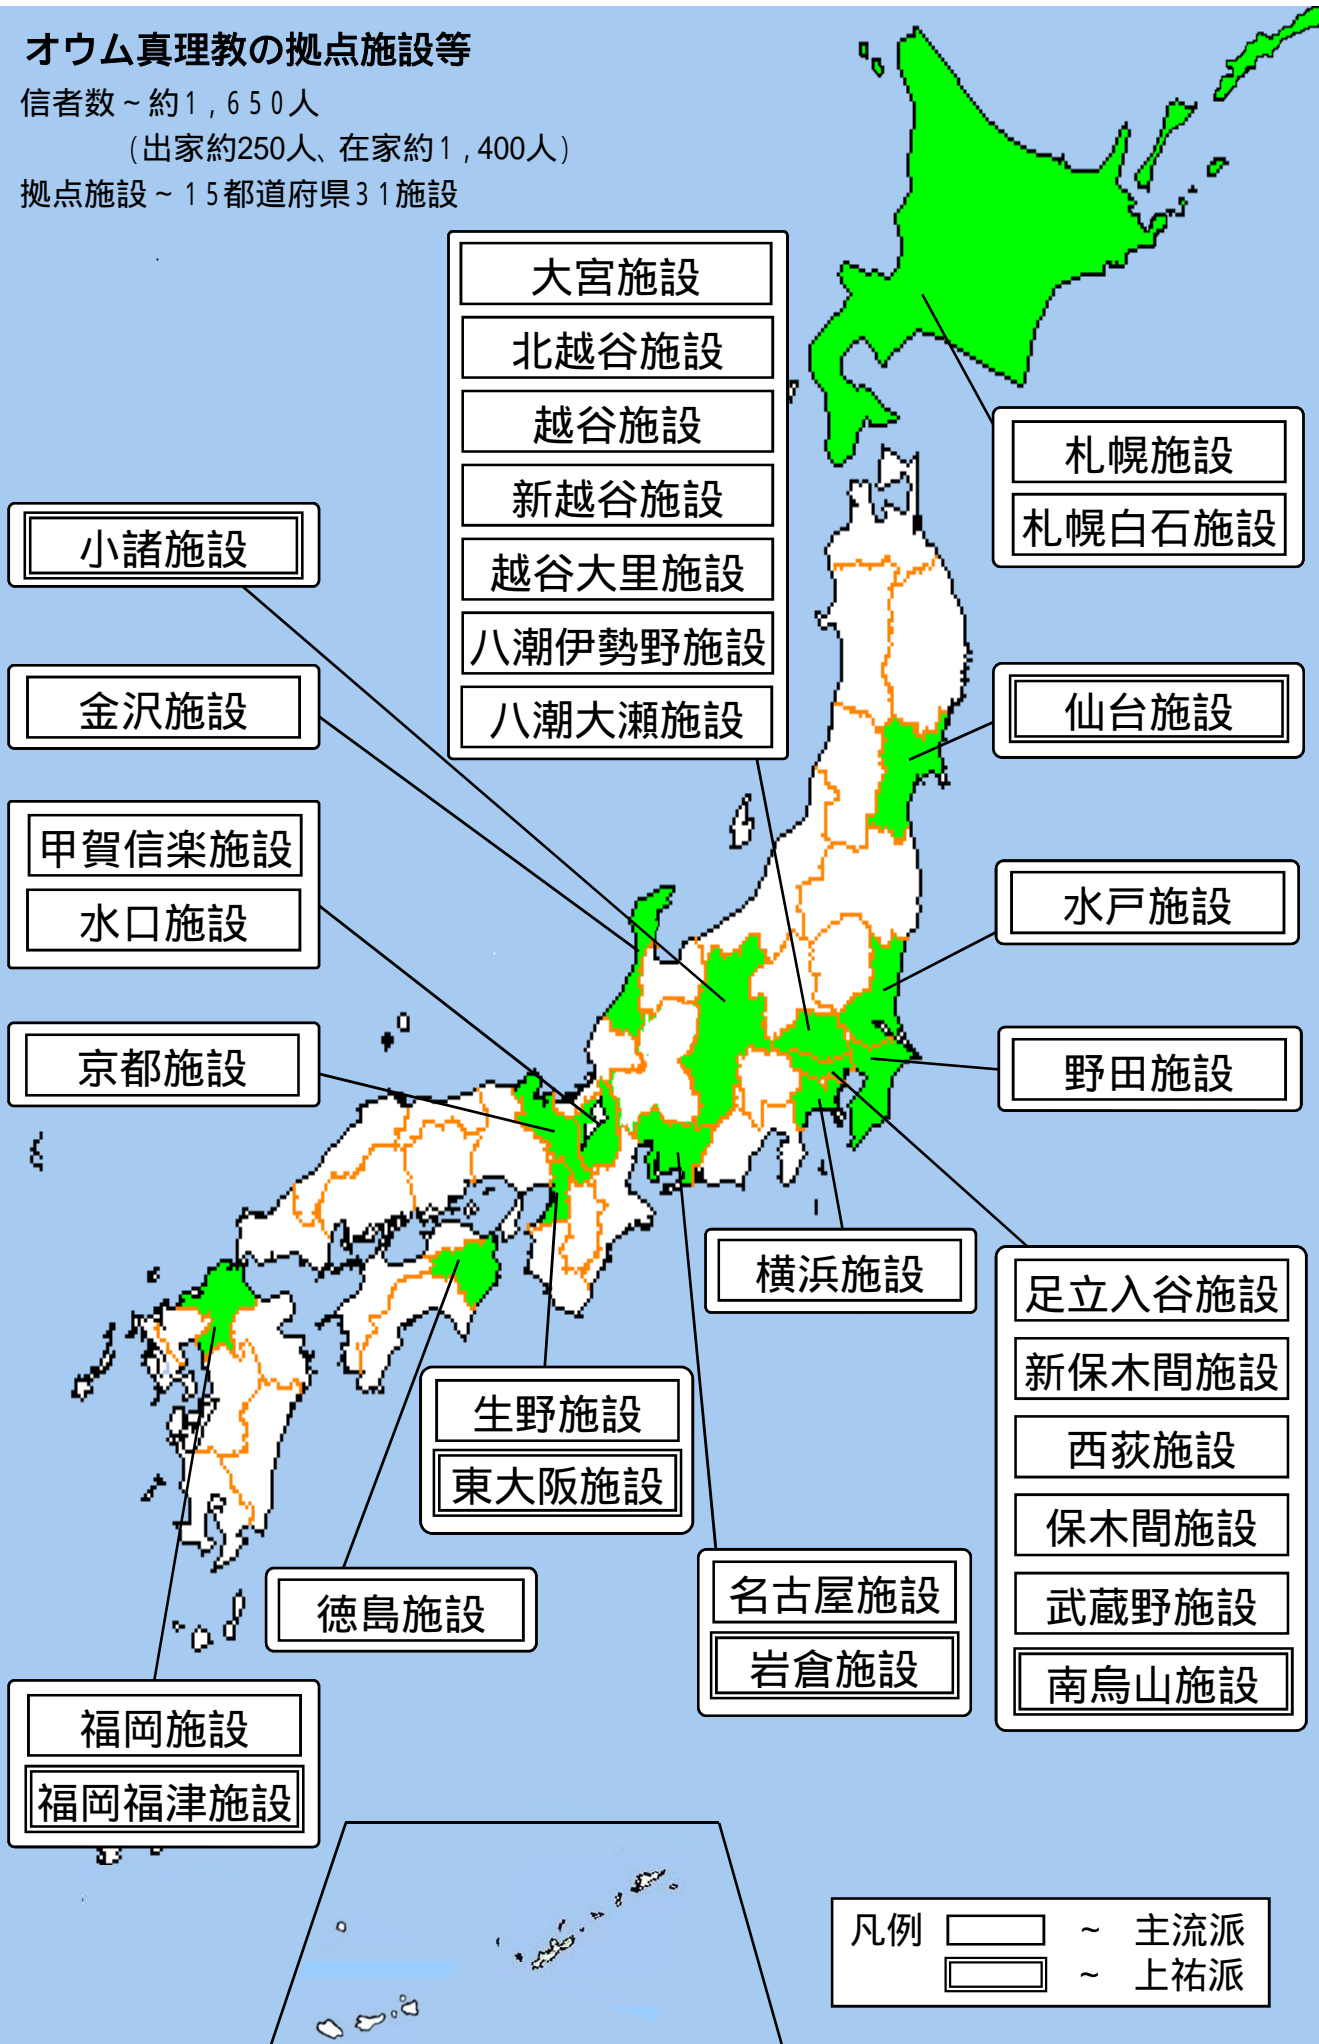 オウム真理教の拠点施設等
信者数~約1,650人
(出家約250人、在家約1,400人)
拠点施設~15都道府県31施設
大宮施設
北越谷施設
越谷施設
新越谷施設
越谷大里施設
八潮伊勢野施設
八潮大瀬施設
札幌施設
札幌白石施設
小諸施設
金沢施設
仙台施設
甲賀信楽施設
水口施設
水戸施設
京都施設
野田施設
横浜施設
足立入谷施設
新保木間施設
西荻施設
保木間施設
武蔵野施設
南烏山施設
生野施設
東大阪施設
名古屋施設
岩倉施設
徳島施設
福岡施設
福岡福津施設
凡例 ~ 主流派
~ 上祐派